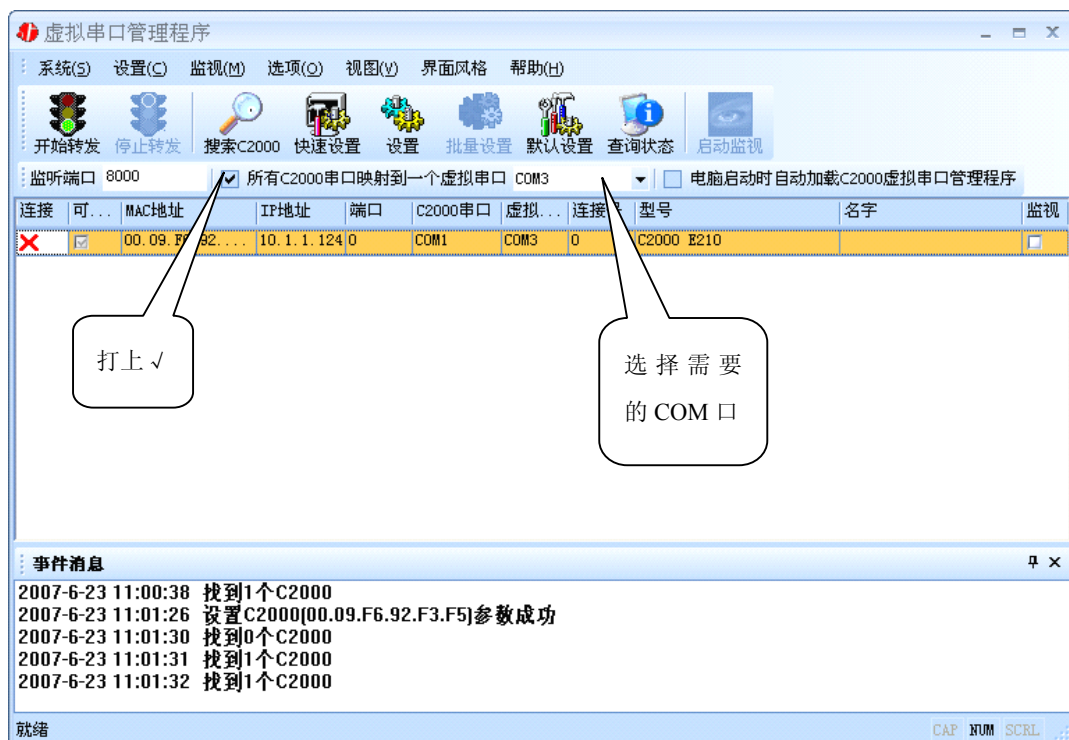 虚拟串口管理程序
系统(S) 设置(C) 监视(M) 选项(O) 视图(V) 界面风格 帮助(H)
开始转发 停止转发 搜索C2000 快速设置 设置 批量设置 默认设置 查询状态 启动监视
监听端口 8000 所有C2000串口映射到一个虚拟串口 COM3 电脑启动时自动加载C2000虚拟串口管理程序
连接 可... MAC地址 IP地址 端口 C2000串口 虚拟... 连接 型号 名字 监视
00.09. 92.... 10.1.1.124 0 COM1 COM3 0 C2000 E210
打上√
选择需要
的 COM 口
事件消息
2007-6-23 11:00:38 找到1个C2000
2007-6-23 11:01:26 设置C2000(00.09.F6.92.F3.F5)参数成功
2007-6-23 11:01:30 找到0个C2000
2007-6-23 11:01:31 找到1个C2000
2007-6-23 11:01:32 找到1个C2000
就绪 CAP NUM SCRL